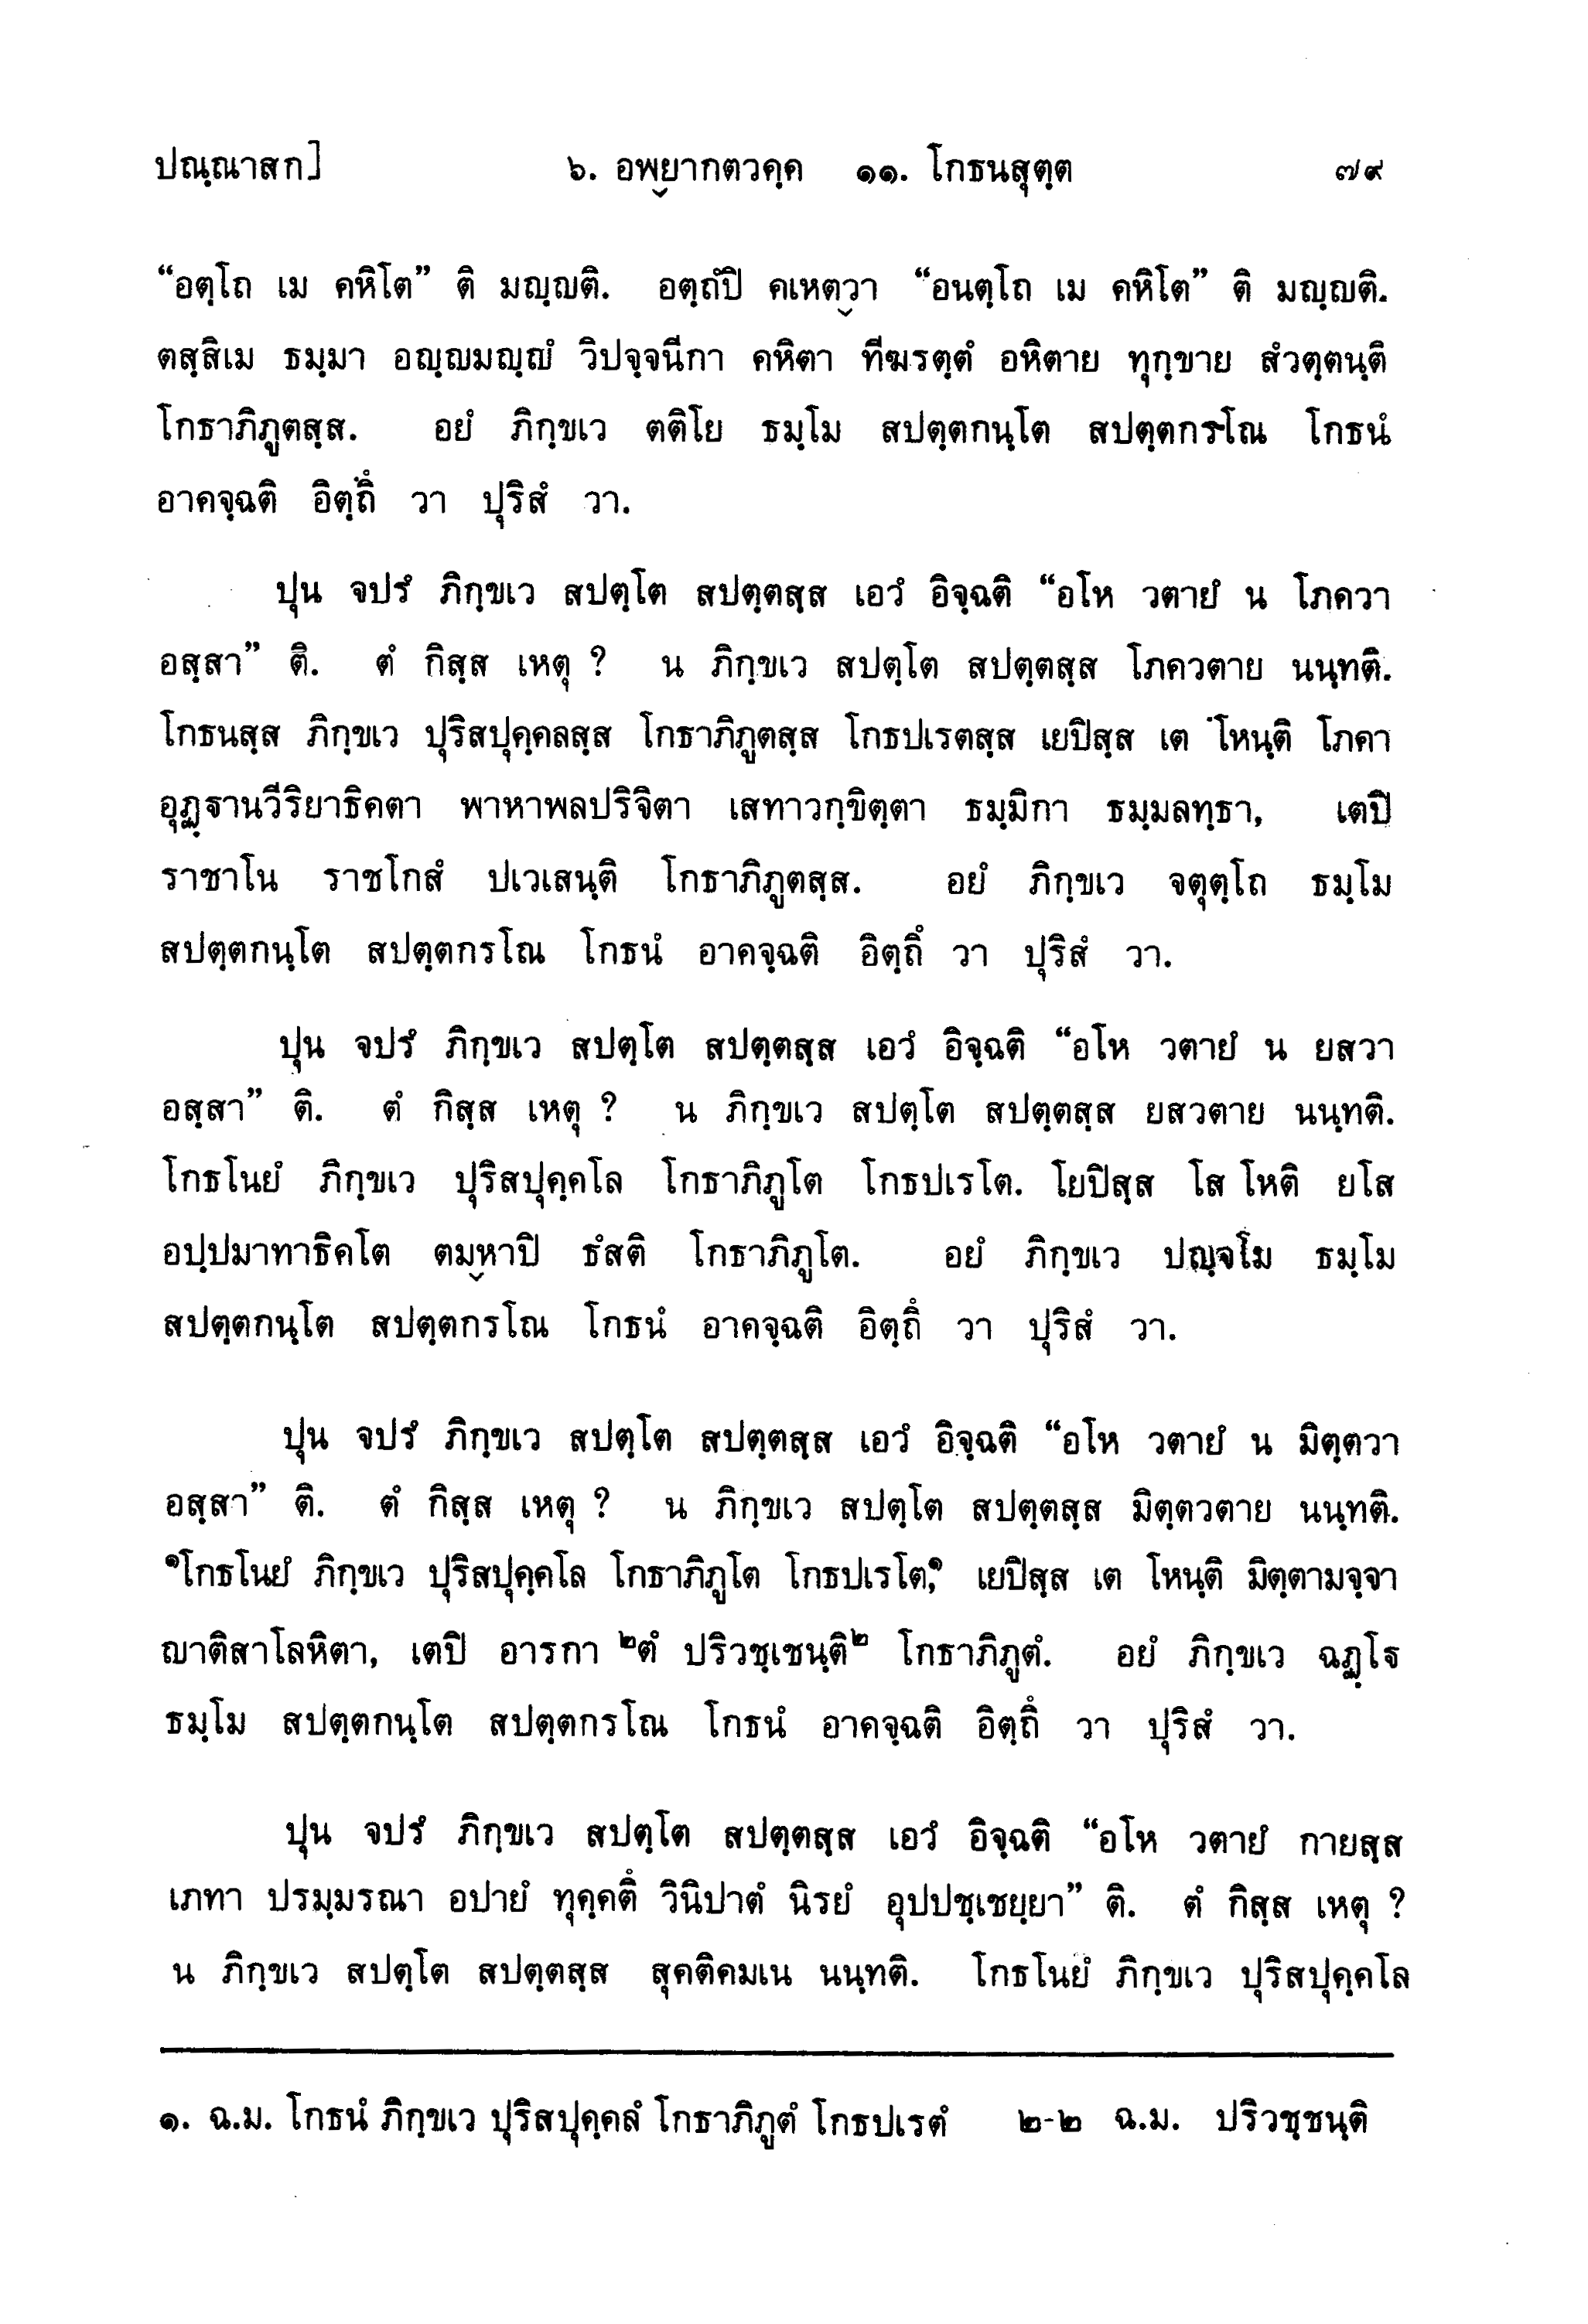 ปณฺณาสก] ๖. อพฺยากตวคฺค ๑๑. โกธนสุตฺต ๗๙
“อตฺโถ เม คหิโต” ติ มญฺญติ. อตฺถํปิ คเหตฺวา “อนตฺโถ เม คหิโต” ติ มญฺญติ.
ตสฺสิเม ธมฺมา อญฺญมญฺญํ วิปจฺจนีกา คหิตา ทีฆรตฺตํ อหิตาย ทุกฺขาย สํวตฺตนฺติ
โกธาภิภูตสฺส. อยํ ภิกฺขเว ตติโย ธมฺโม สปตฺตกนฺโต สปตฺตกรโณ โกธนํ
อาคจฺฉติ อิตฺถึ วา ปุริสํ วา.
ปุน จปรํ ภิกฺขเว สปตฺโต สปตฺตสฺส เอวํ อิจฺฉติ “อโห วตายํ น โภควา
อสฺสา” ติ. ตํ กิสฺส เหตุ ? น ภิกฺขเว สปตฺโต สปตฺตสฺส โภควตาย นนฺทติ.
โกธนสฺส ภิกฺขเว ปุริสปุคฺคลสฺส โกธาภิภูตสฺส โกธปเรตสฺส เยปิสฺส เต โหนฺติ โภคา
อุฏฺฐานวีริยาธิคตา พาหาพลปริจิตา เสทาวกฺขิตฺตา ธมฺมิกา ธมฺมลทฺธา, เตปิ
ราชาโน ราชโกสํ ปเวเสนฺติ โกธาภิภูตสฺส. อยํ ภิกฺขเว จตุตฺโถ ธมฺโม
สปตฺตกนฺโต สปตฺตกรโณ โกธนํ อาคจฺฉติ อิตฺถึ วา ปุริสํ วา.
ปุน จปรํ ภิกฺขเว สปตฺโต สปตฺตสฺส เอวํ อิจฺฉติ “อโห วตายํ น ยสวา
อสฺสา” ติ. ตํ กิสฺส เหตุ ? น ภิกฺขเว สปตฺโต สปตฺตสฺส ยสวตาย นนฺทติ.
โกธโนยํ ภิกฺขเว ปุริสปุคฺคโล โกธาภิภูโต โกธปเรโต. โยปิสฺส โส โหติ ยโส
อปฺปมาทาธิคโต ตมฺหาปิ ธํสติ โกธาภิภูโต. อยํ ภิกฺขเว ปญฺจโม ธมฺโม
สปตฺตกนฺโต สปตฺตกรโณ โกธนํ อาคจฺฉติ อิตฺถึ วา ปุริสํ วา.
ปุน จปรํ ภิกฺขเว สปตฺโต สปตฺตสฺส เอวํ อิจฺฉติ “อโห วตายํ น มิตฺตวา
อสฺสา” ติ. ตํ กิสฺส เหตุ ? น ภิกฺขเว สปตฺโต สปตฺตสฺส มิตฺตวตาย นนฺทติ.
๑โกธโนยํ ภิกฺขเว ปุริสปุคฺคโล โกธาภิภูโต โกธปเรโต,๑ เยปิสฺส เต โหนฺติ มิตฺตามจฺจา
ญาติสาโลหิตา, เตปิ อารกา ๒ตํ ปริวชฺเชนฺติ๒ โกธาภิภูตํ. อยํ ภิกฺขเว ฉฏฺโฐ
ธมฺโม สปตฺตกนฺโต สปตฺตกรโณ โกธนํ อาคจฺฉติ อิตฺถึ วา ปุริสํ วา.
ปุน จปรํ ภิกฺขเว สปตฺโต สปตฺตสฺส เอวํ อิจฺฉติ “อโห วตายํ กายสฺส
เภทา ปรมฺมรณา อปายํ ทุคฺคตึ วินิปาตํ นิรยํ อุปปชฺเชยฺยา” ติ. ตํ กิสฺส เหตุ ?
น ภิกฺขเว สปตฺโต สปตฺตสฺส สุคติคมเน นนฺทติ. โกธโนยํ ภิกฺขเว ปุริสปุคฺคโล
๑. ฉ.ม. โกธนํ ภิกฺขเว ปุริสปุคฺคลํ โกธาภิภูตํ โกธปเรตํ ๒-๒ ฉ.ม. ปริวชฺชนฺติ